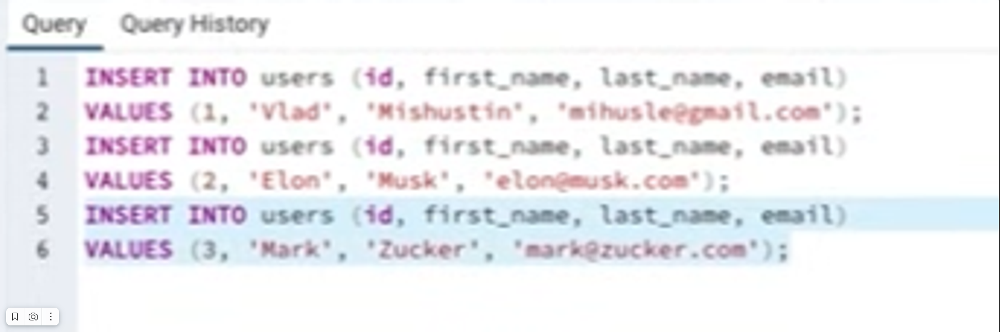 Query Query History
1 INSERT INTO users (id, first_name, last_name, email)
2 VALUES (1, 'Vlad', 'Mishustin', 'mihusle@gmail.com');
3 INSERT INTO users (id, first_name, last_name, email)
4 VALUES (2, 'Elon', 'Musk', 'elon@musk.com');
5 INSERT INTO users (id, first_name, last_name, email)
6 VALUES (3, 'Mark', 'Zucker', 'mark@zucker.com');